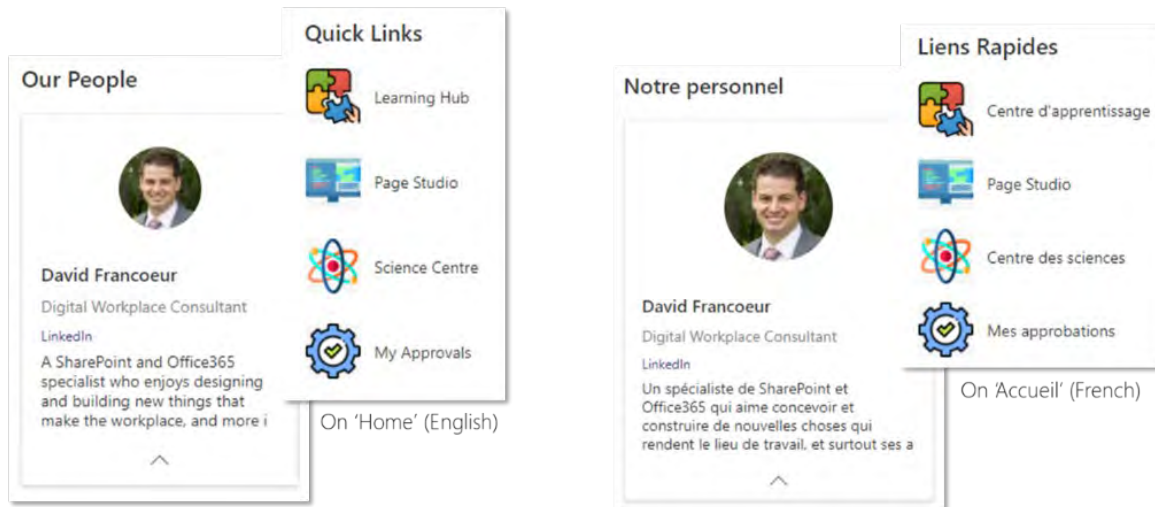 Our People
David Francoeur
Digital Workplace Consultant
LinkedIn
A SharePoint and Office365
specialist who enjoys designing
and building new things that
make the workplace, and more i
Quick Links
Learning Hub
Page Studio
Science Centre
My Approvals
On ‘Home’ (English)
Notre personnel
David Francoeur
Digital Workplace Consultant
LinkedIn
Un spécialiste de SharePoint et
Office365 qui aime concevoir et
construire de nouvelles choses qui
rendent le lieu de travail, et surtout ses a
Liens Rapides
Centre d'apprentissage
Page Studio
Centre des sciences
Mes approbations
On ‘Accueil’ (French)